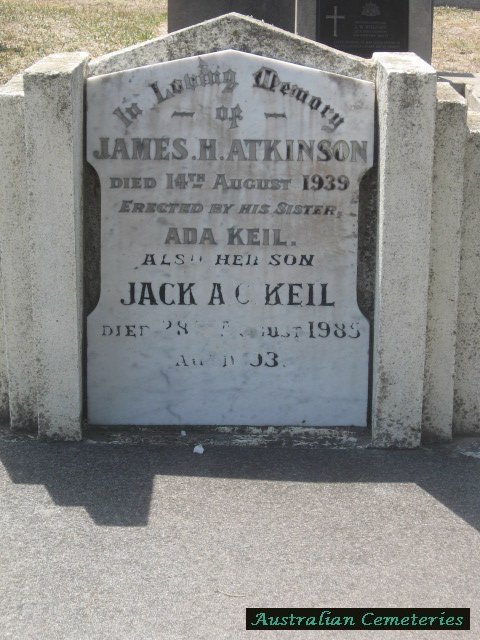 In Loving Memory
— of —
JAMES. H. ATKINSON
DIED 14TH AUGUST 1939
ERECTED BY HIS SISTER,
ADA KEIL.
ALSO HER SON
JACK A C KEIL
DIED 1985
Australian Cemeteries